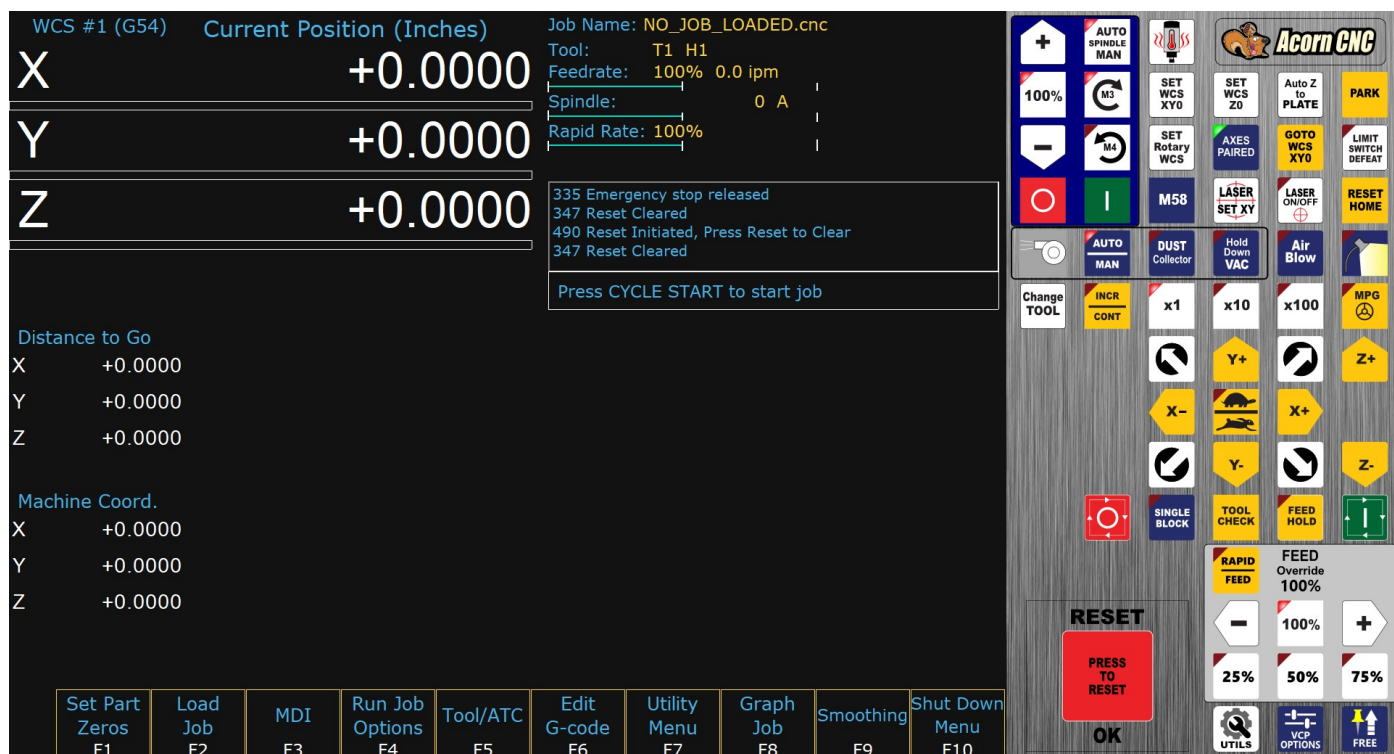 WCS #1 (G54) Current Position (Inches)
X +0.0000
Y +0.0000
Z +0.0000
Job Name: NO_JOB_LOADED.cnc
Tool: T1 H1
Feedrate: 100% 0.0 ipm
Spindle: 0 A
Rapid Rate: 100%
335 Emergency stop released
347 Reset Cleared
490 Reset Initiated, Press Reset to Clear
347 Reset Cleared
Press CYCLE START to start job
Distance to Go
X +0.0000
Y +0.0000
Z +0.0000
Machine Coord.
X +0.0000
Y +0.0000
Z +0.0000
Set Part
Zeros
F1
Load
Job
F2
MDI
F3
Run Job
Options
F4
Tool/ATC
F5
Edit
G-code
F6
Utility
Menu
F7
Graph
Job
F8
Smoothing
F9
Shut Down
Menu
F10
+
AUTO
SPINDLE
MAN
Acorn CNC
100%
M3
SET
WCS
XY0
SET
WCS
Z0
Auto Z
to
PLATE
PARK
−
M4
SET
Rotary
WCS
AXES
PAIRED
GOTO
WCS
XY0
LIMIT
SWITCH
DEFEAT
M58
LASER
SET XY
LASER
ON/OFF
RESET
HOME
AUTO
MAN
DUST
Collector
Hold
Down
VAC
Air
Blow
Change
TOOL
INCR
CONT
x1
x10
x100
MPG
Y+
Z+
X-
X+
Y-
Z-
SINGLE
BLOCK
TOOL
CHECK
FEED
HOLD
RAPID
FEED
FEED
Override
100%
−
100%
+
25%
50%
75%
RESET
PRESS
TO
RESET
OK
UTILS
VCP
OPTIONS
FREE